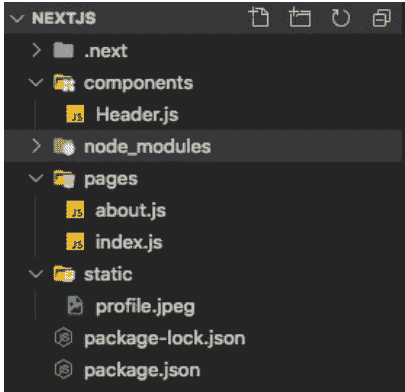 NEXTJS
.next
components
JS Header.js
node_modules
pages
JS about.js
JS index.js
static
profile.jpeg
package-lock.json
package.json